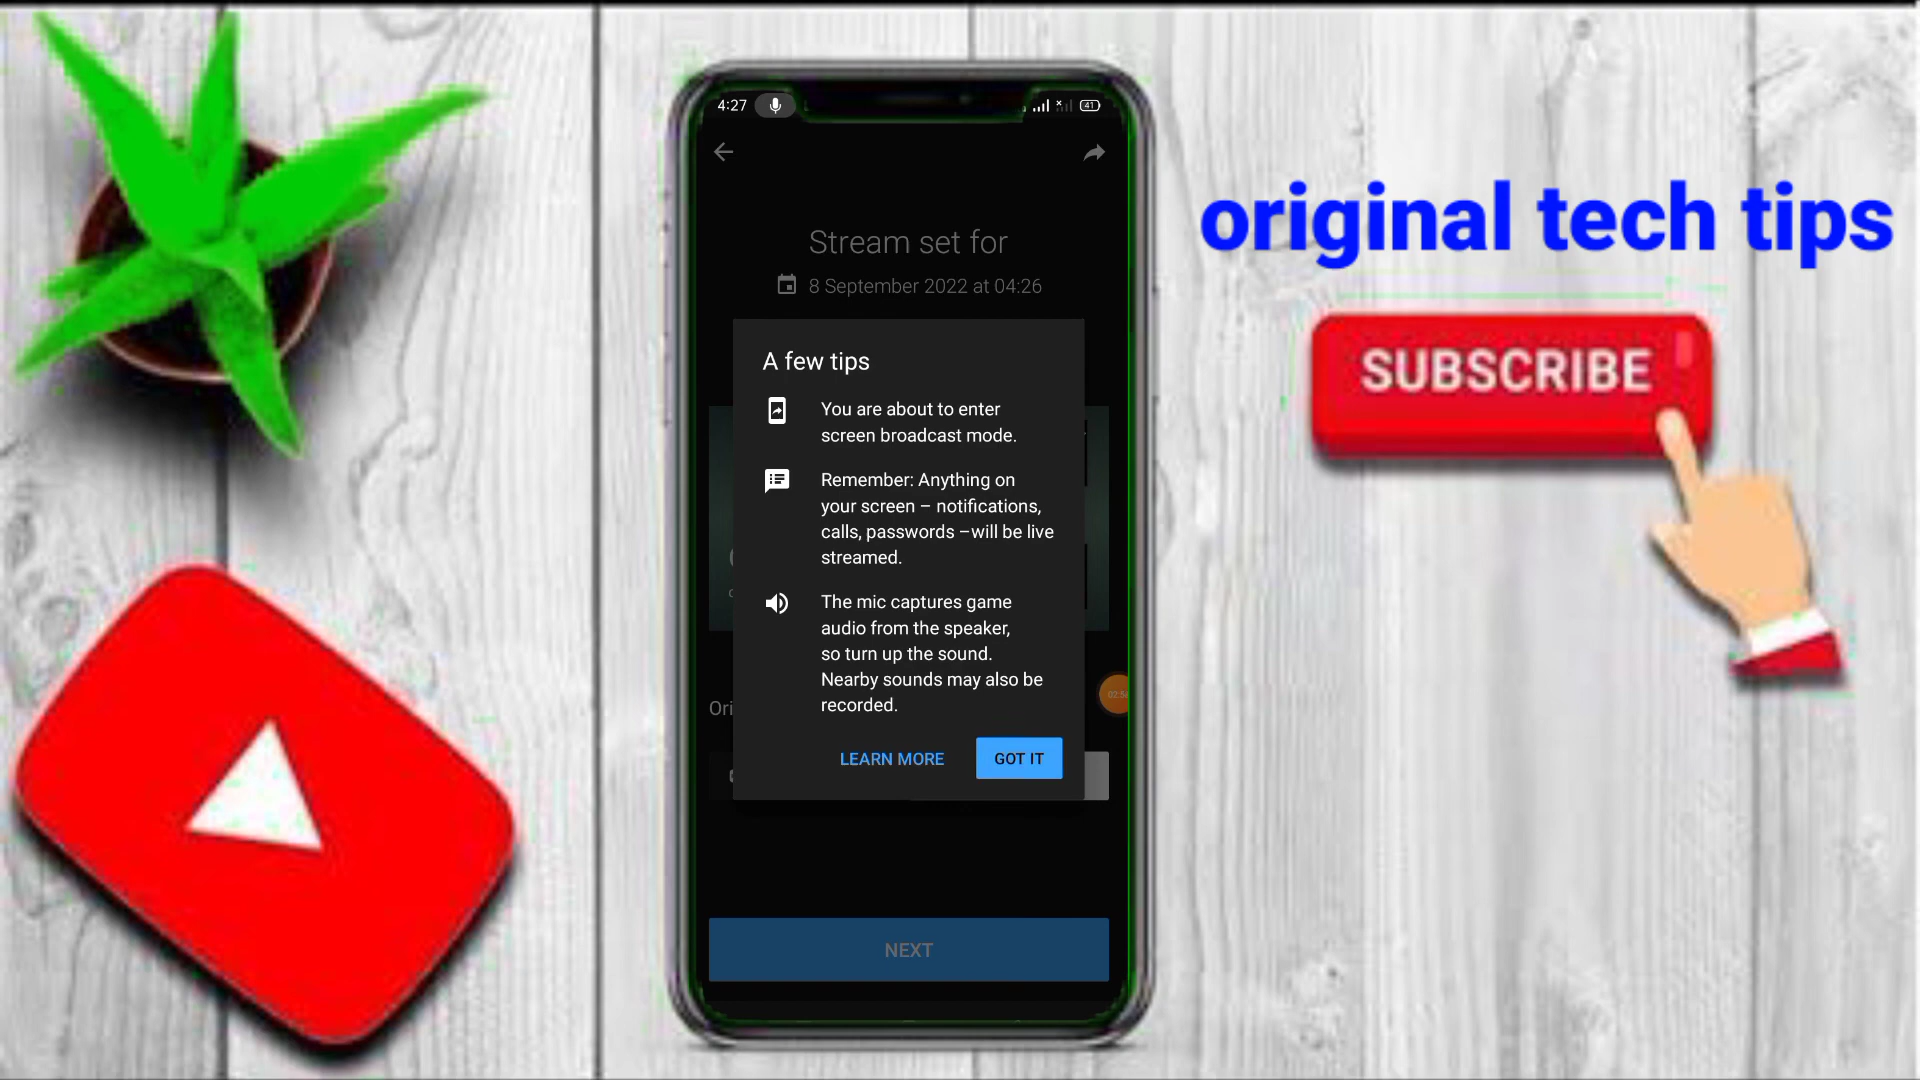 4:27
41
Stream set for
8 September 2022 at 04:26
original tech tips
SUBSCRIBE
A few tips
You are about to enter
screen broadcast mode.
Remember: Anything on
your screen – notifications,
calls, passwords –will be live
streamed.
The mic captures game
audio from the speaker,
so turn up the sound.
Nearby sounds may also be
recorded.
Ori
LEARN MORE
GOT IT
NEXT